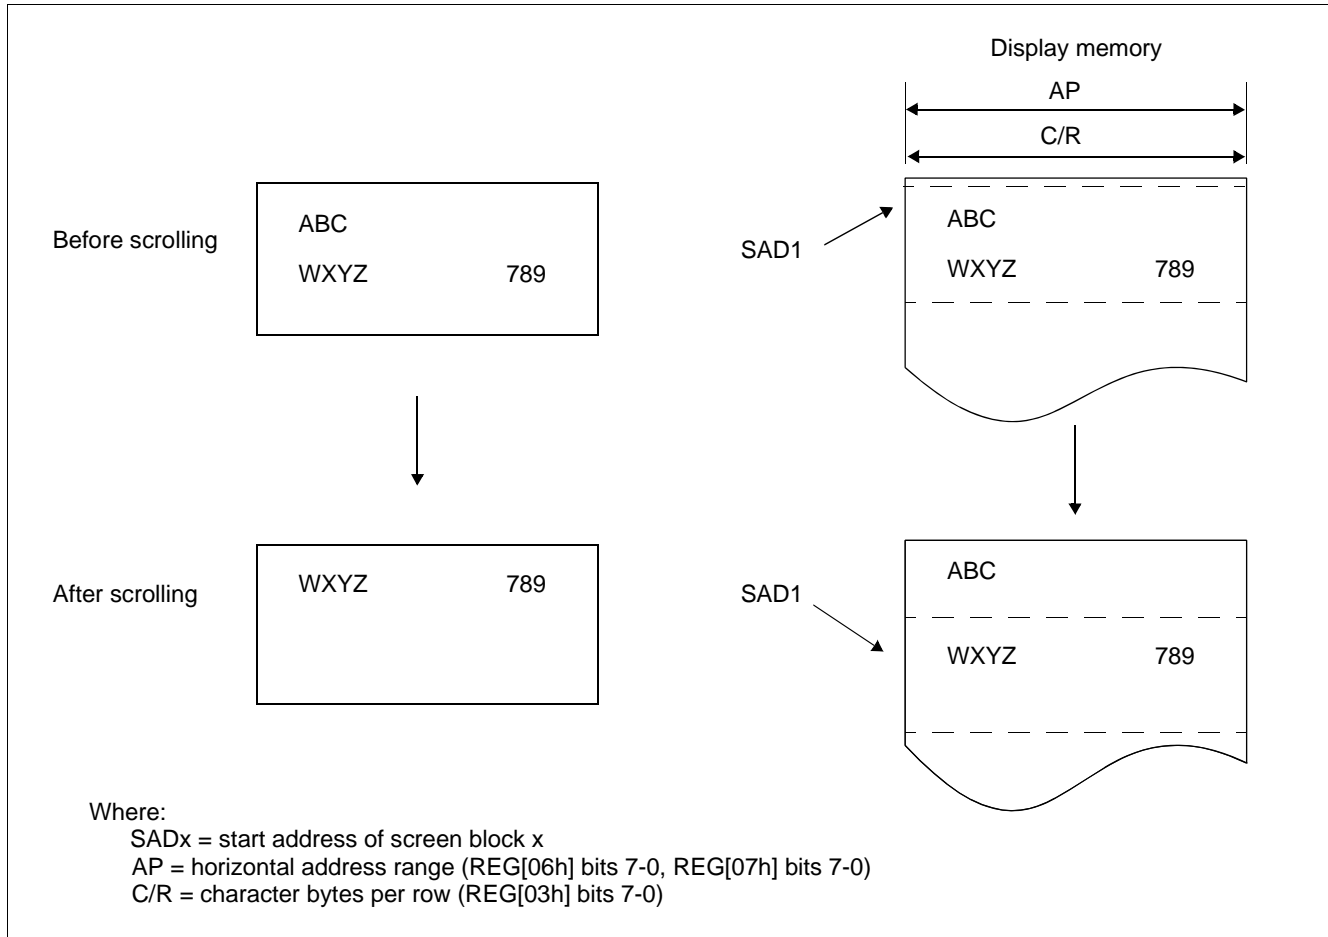 Display memory
AP
C/R
Before scrolling
ABC
WXYZ 789
SAD1
ABC
WXYZ 789
After scrolling
WXYZ 789
SAD1
ABC
WXYZ 789
Where:
SADx = start address of screen block x
AP = horizontal address range (REG[06h] bits 7-0, REG[07h] bits 7-0)
C/R = character bytes per row (REG[03h] bits 7-0)